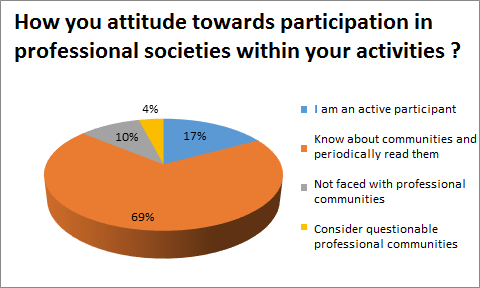 How you attitude towards participation in
professional societies within your activities ?
4%
17%
10%
69%
I am an active participant
Know about communities and
periodically read them
Not faced with professional
communities
Consider questionable
professional communities